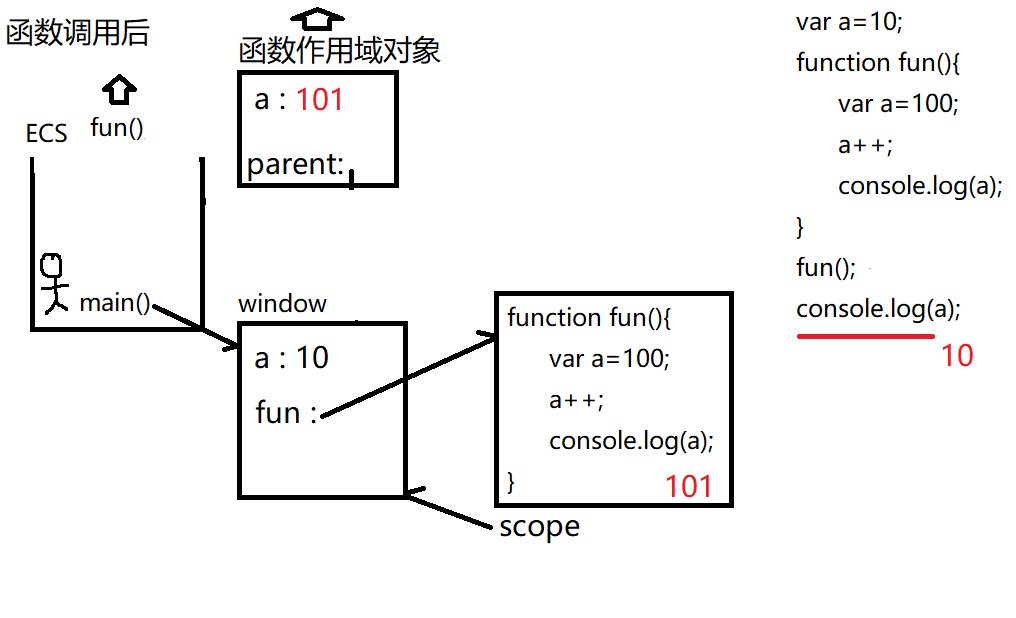 函数调用后
函数作用域对象
a : 101
parent:
fun()
ECS
main()
window
a : 10
fun :
function fun(){
var a=100;
a++;
console.log(a);
}
101
scope
var a=10;
function fun(){
var a=100;
a++;
console.log(a);
}
fun();
console.log(a);
10